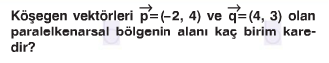 Köşegen vektörleri p→=(-2, 4) ve q→=(4, 3) olan
paralelkenarsal bölgenin alanı kaç birim kare-
dir?